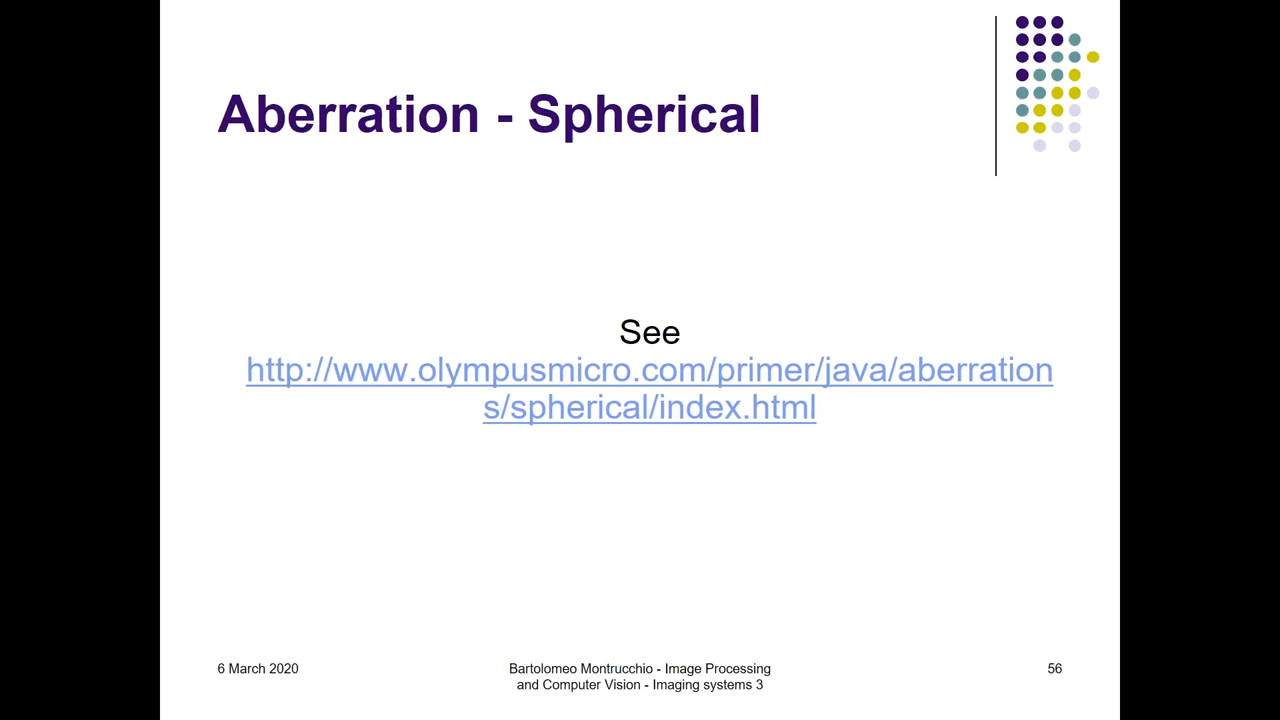 Aberration - Spherical
See
http://www.olympusmicro.com/primer/java/aberration
s/spherical/index.html
6 March 2020
Bartolomeo Montrucchio - Image Processing
and Computer Vision - Imaging systems 3
56